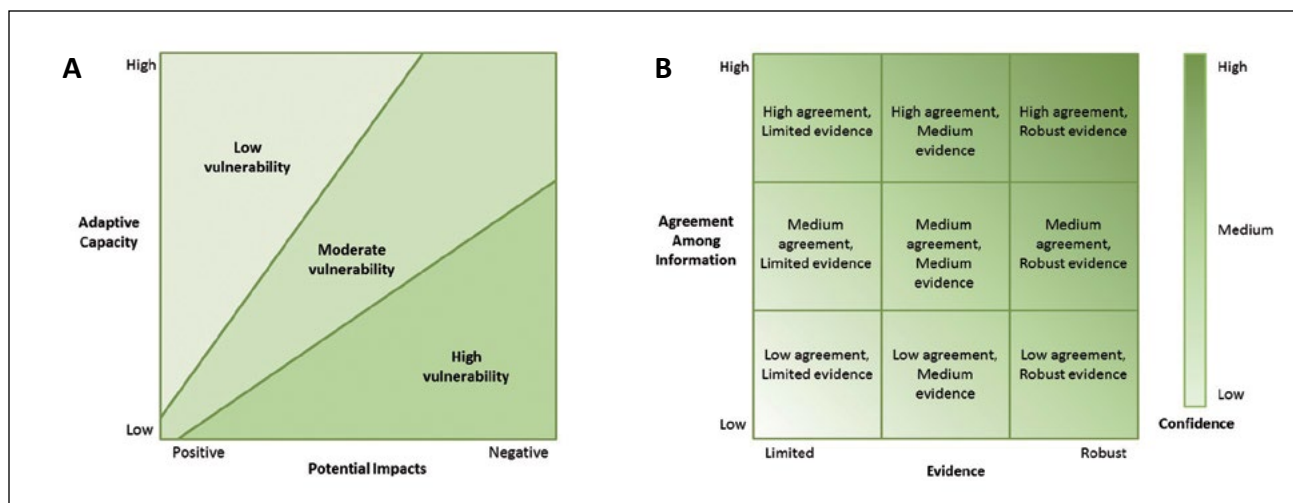 A
High
Low
vulnerability
Adaptive
Capacity
Moderate
vulnerability
High
vulnerability
Low
Positive
Negative
Potential Impacts
B
High
High agreement,
Limited evidence
High agreement,
Medium
evidence
High agreement,
Robust evidence
Agreement
Among
Information
Medium
agreement,
Limited evidence
Medium
agreement,
Medium
evidence
Medium
agreement,
Robust evidence
Low agreement,
Limited evidence
Low agreement,
Medium
evidence
Low agreement,
Robust evidence
Low
Limited
Robust
Evidence
High
Medium
Low
Confidence